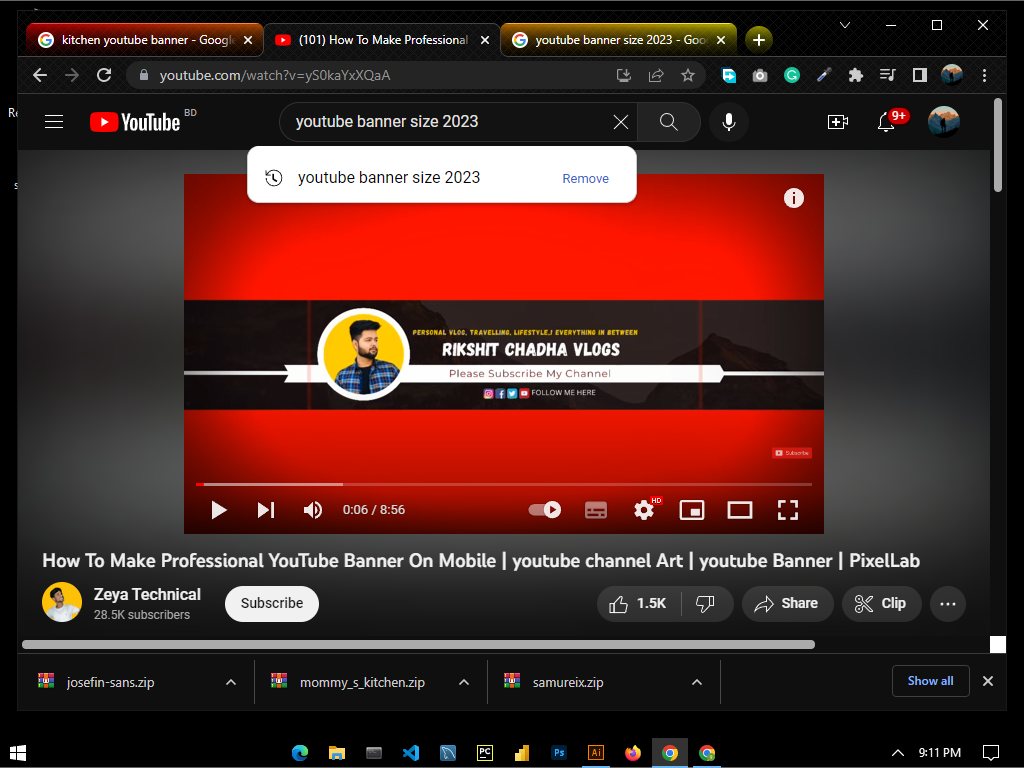 kitchen youtube banner - Google
(101) How To Make Professional
youtube banner size 2023 - Goo
youtube.com/watch?v=yS0kaYxXQaA
YouTube BD
youtube banner size 2023
9+
youtube banner size 2023
Remove
PERSONAL VLOG, TRAVELLING, LIFESTYLE,& EVERYTHING IN BETWEEN
RIKSHIT CHADHA VLOGS
Please Subscribe My Channel
FOLLOW ME HERE
Subscribe
0:06 / 8:56
HD
How To Make Professional YouTube Banner On Mobile | youtube channel Art | youtube Banner | PixelLab
Zeya Technical
28.5K subscribers
Subscribe
1.5K
Share
Clip
josefin-sans.zip
mommy_s_kitchen.zip
samureix.zip
Show all
PC
Ps
Ai
9:11 PM